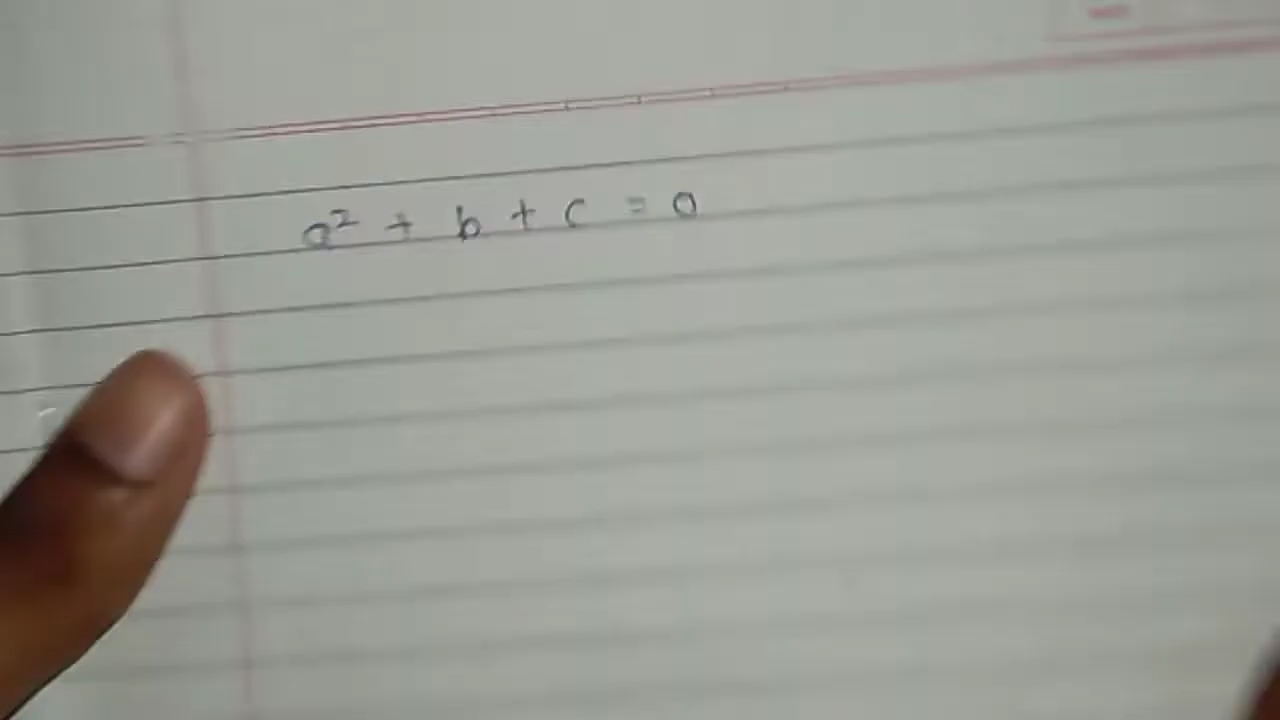 a² + b + c = 0